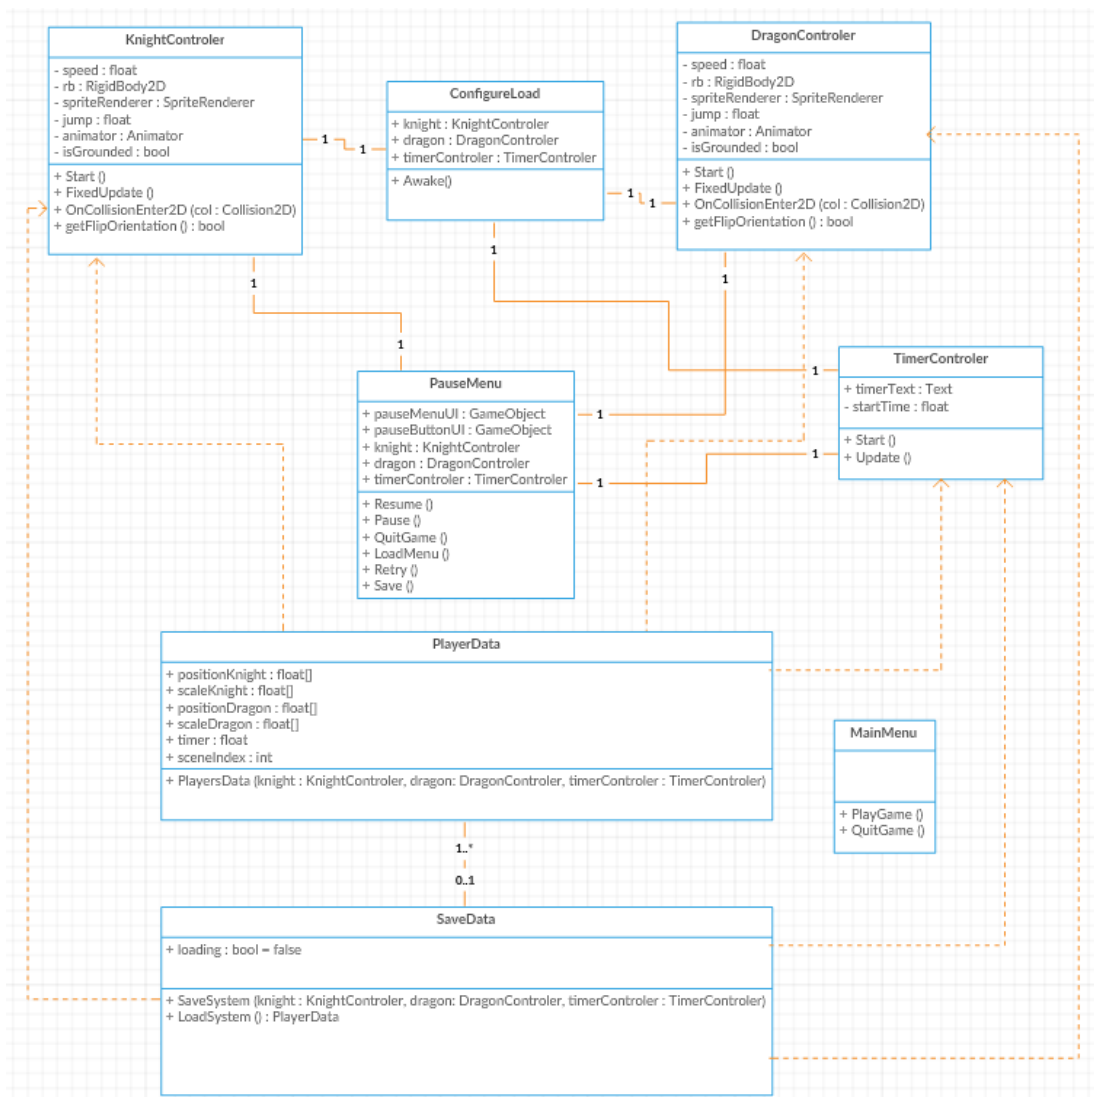 KnightControler
- speed : float
- rb : RigidBody2D
- spriteRenderer : SpriteRenderer
- jump : float
- animator : Animator
- isGrounded : bool
+ Start ()
+ FixedUpdate ()
+ OnCollisionEnter2D (col : Collision2D)
+ getFlipOrientation () : bool
ConfigureLoad
+ knight : KnightControler
+ dragon : DragonControler
+ timerControler : TimerControler
+ Awake()
DragonControler
- speed : float
- rb : RigidBody2D
- spriteRenderer : SpriteRenderer
- jump : float
- animator : Animator
- isGrounded : bool
+ Start ()
+ FixedUpdate ()
+ OnCollisionEnter2D (col : Collision2D)
+ getFlipOrientation () : bool
1
1
1
1
1
1
1
1
1
1
1
1
TimerControler
+ timerText : Text
- startTime : float
+ Start ()
+ Update ()
PauseMenu
+ pauseMenuUI : GameObject
+ pauseButtonUI : GameObject
+ knight : KnightControler
+ dragon : DragonControler
+ timerControler : TimerControler
+ Resume ()
+ Pause ()
+ QuitGame ()
+ LoadMenu ()
+ Retry ()
+ Save ()
PlayerData
+ positionKnight : float[]
+ scaleKnight : float[]
+ positionDragon : float[]
+ scaleDragon : float[]
+ timer : float
+ sceneIndex : int
+ PlayersData (knight : KnightControler, dragon: DragonControler, timerControler : TimerControler)
MainMenu
+ PlayGame ()
+ QuitGame ()
1..*
0..1
SaveData
+ loading : bool = false
+ SaveSystem (knight : KnightControler, dragon: DragonControler, timerControler : TimerControler)
+ LoadSystem () : PlayerData